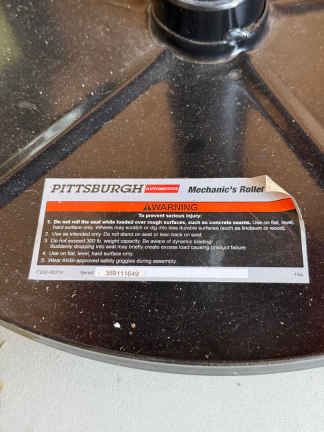 PITTSBURGH AUTOMOTIVE Mechanic's Roller
WARNING
To prevent serious injury:
1. Do not roll the seat while loaded over rough surfaces, such as concrete seams. Use on flat, level,
hard surface only. Wheels may scratch or dig into less durable surfaces (such as linoleum or wood).
2. Use as intended only. Do not stand on seat or lean back on seat.
3. Do not exceed 300 lb. weight capacity. Be aware of dynamic loading!
Suddenly dropping into seat may briefly create excess load causing product failure.
4. Use on flat, level, hard surface only.
5. Wear ANSI-approved safety goggles during assembly.
Serial: